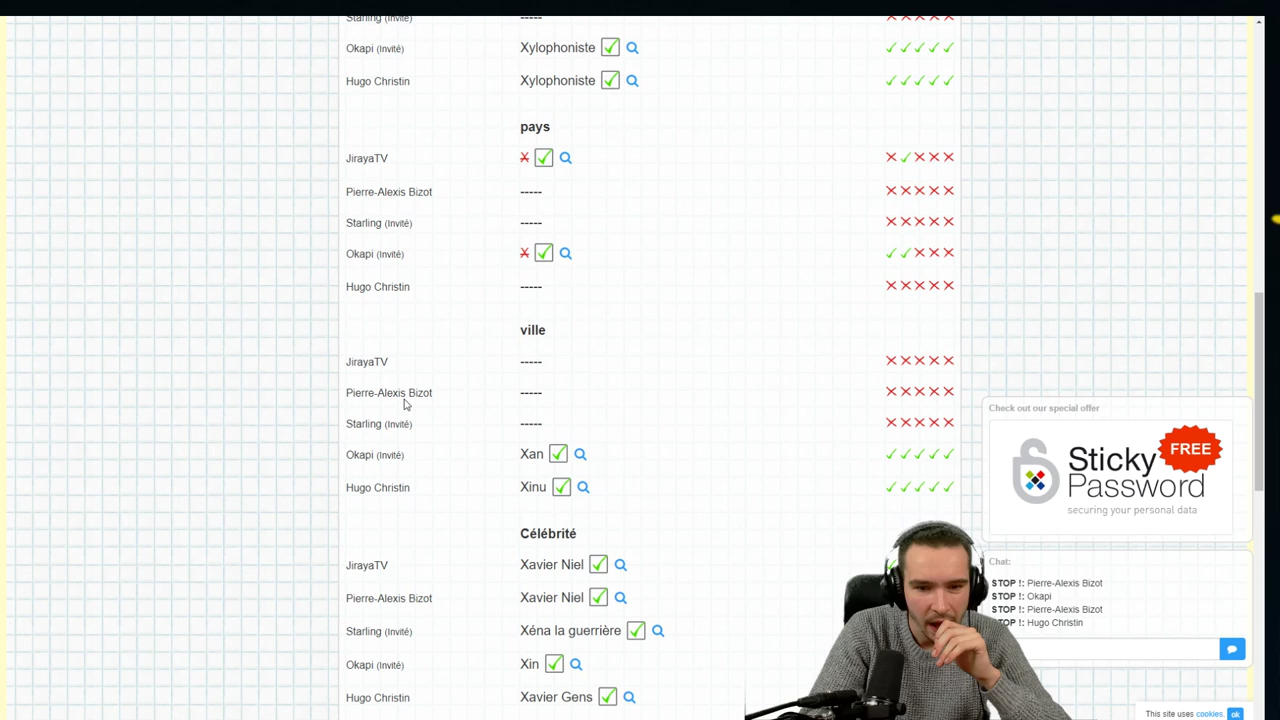 Starling (Invité) -----
Okapi (Invité) Xylophoniste
Hugo Christin Xylophoniste
pays
JirayaTV X
Pierre-Alexis Bizot -----
Starling (Invité) -----
Okapi (Invité) X
Hugo Christin -----
ville
JirayaTV -----
Pierre-Alexis Bizot -----
Starling (Invité) -----
Okapi (Invité) Xan
Hugo Christin Xinu
Célébrité
JirayaTV Xavier Niel
Pierre-Alexis Bizot Xavier Niel
Starling (Invité) Xéna la guerrière
Okapi (Invité) Xin
Hugo Christin Xavier Gens
Check out our special offer
FREE
Sticky
Password
securing your personal data
Chat:
STOP !: Pierre-Alexis Bizot
STOP !: Okapi
STOP !: Pierre-Alexis Bizot
STOP !: Hugo Christin
This site uses cookies. ok